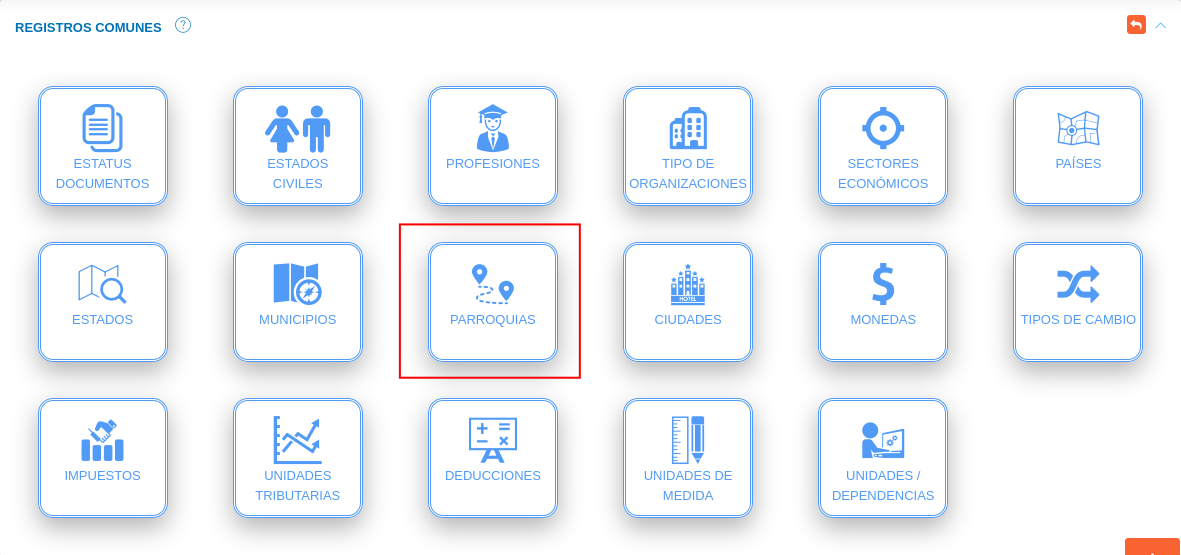 REGISTROS COMUNES ?
ESTATUS
DOCUMENTOS
ESTADOS
CIVILES
PROFESIONES
TIPO DE
ORGANIZACIONES
SECTORES
ECONÓMICOS
PAÍSES
ESTADOS
MUNICIPIOS
PARROQUIAS
HOTEL
CIUDADES
$
MONEDAS
TIPOS DE CAMBIO
IMPUESTOS
UNIDADES
TRIBUTARIAS
DEDUCCIONES
UNIDADES DE
MEDIDA
UNIDADES /
DEPENDENCIAS